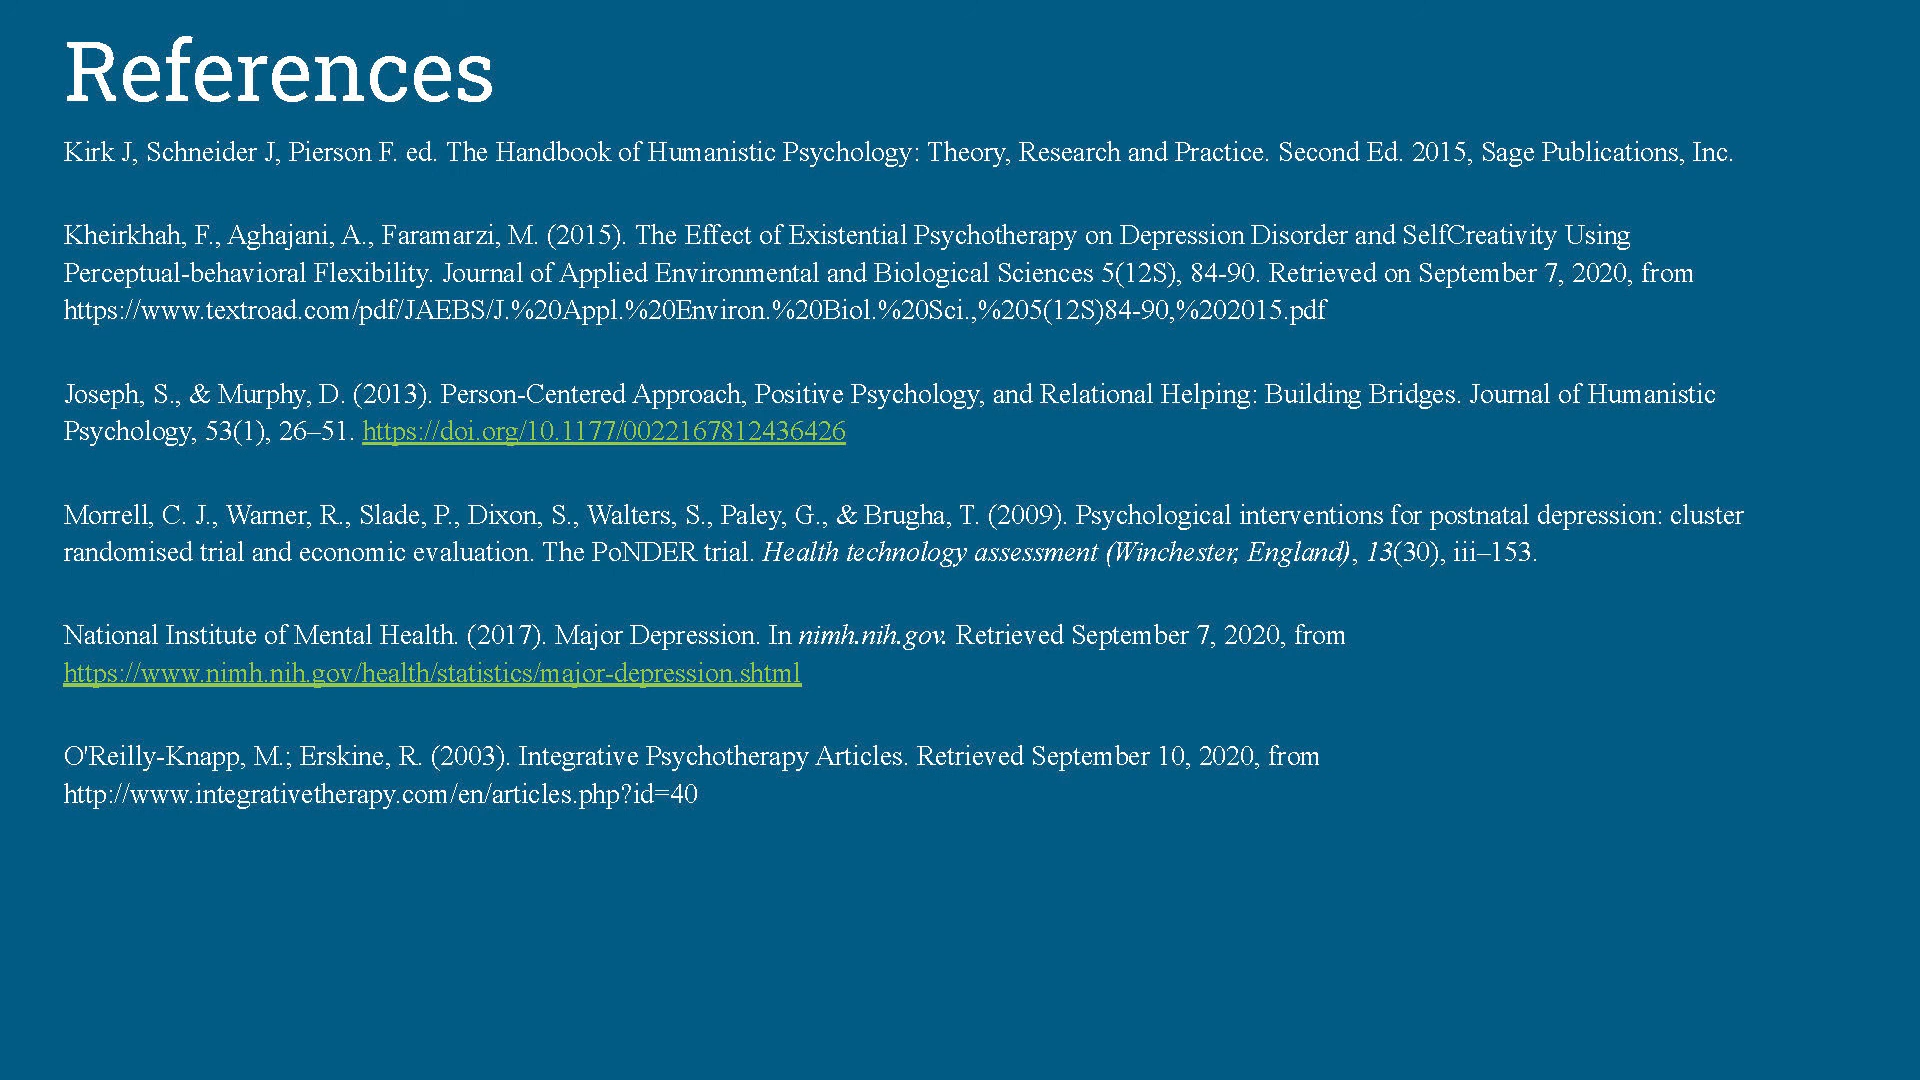 References
Kirk J, Schneider J, Pierson F. ed. The Handbook of Humanistic Psychology: Theory, Research and Practice. Second Ed. 2015, Sage Publications, Inc.
Kheirkhah, F., Aghajani, A., Faramarzi, M. (2015). The Effect of Existential Psychotherapy on Depression Disorder and SelfCreativity Using
Perceptual-behavioral Flexibility. Journal of Applied Environmental and Biological Sciences 5(12S), 84-90. Retrieved on September 7, 2020, from
https://www.textroad.com/pdf/JAEBS/J.%20Appl.%20Environ.%20Biol.%20Sci.,%205(12S)84-90,%202015.pdf
Joseph, S., & Murphy, D. (2013). Person-Centered Approach, Positive Psychology, and Relational Helping: Building Bridges. Journal of Humanistic
Psychology, 53(1), 26–51. https://doi.org/10.1177/0022167812436426
Morrell, C. J., Warner, R., Slade, P., Dixon, S., Walters, S., Paley, G., & Brugha, T. (2009). Psychological interventions for postnatal depression: cluster
randomised trial and economic evaluation. The PoNDER trial. Health technology assessment (Winchester, England), 13(30), iii–153.
National Institute of Mental Health. (2017). Major Depression. In nimh.nih.gov. Retrieved September 7, 2020, from
https://www.nimh.nih.gov/health/statistics/major-depression.shtml
O'Reilly-Knapp, M.; Erskine, R. (2003). Integrative Psychotherapy Articles. Retrieved September 10, 2020, from
http://www.integrativetherapy.com/en/articles.php?id=40